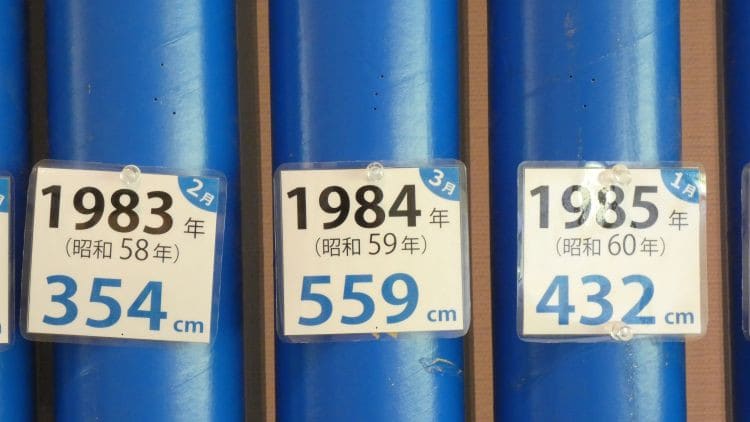 2月
1983年
(昭和58年)
354cm
3月
1984年
(昭和59年)
559cm
1月
1985年
(昭和60年)
432cm